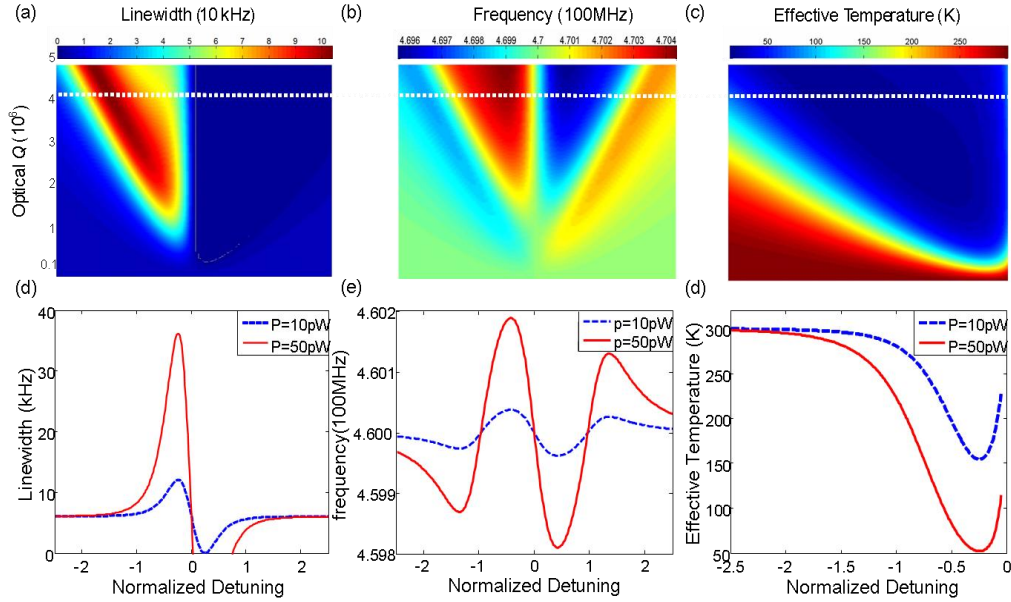 (a) Linewidth (10 kHz) (b) Frequency (100MHz) (c) Effective Temperature (K)
0 1 2 3 4 5 6 7 8 9 10 4.696 4.698 4.699 4.7 4.701 4.702 4.703 4.704 50 100 150 200 250
5
4
3
2
1
0.1
Optical Q (10⁶)
(d) (e) (d)
40
30
20
10
0
Linewidth (kHz)
P=10pW
P=50pW
-2 -1 0 1 2
Normalized Detuning
4.602
4.601
4.600
4.599
4.598
frequency(100MHz)
p=10pW
p=50pW
-2 -1 0 1 2
Normalized Detuning
300
250
200
150
100
50
Effective Temperature (K)
P=10pW
P=50pW
-2.5 -2 -1.5 -1 -0.5 0
Normalized Detuning